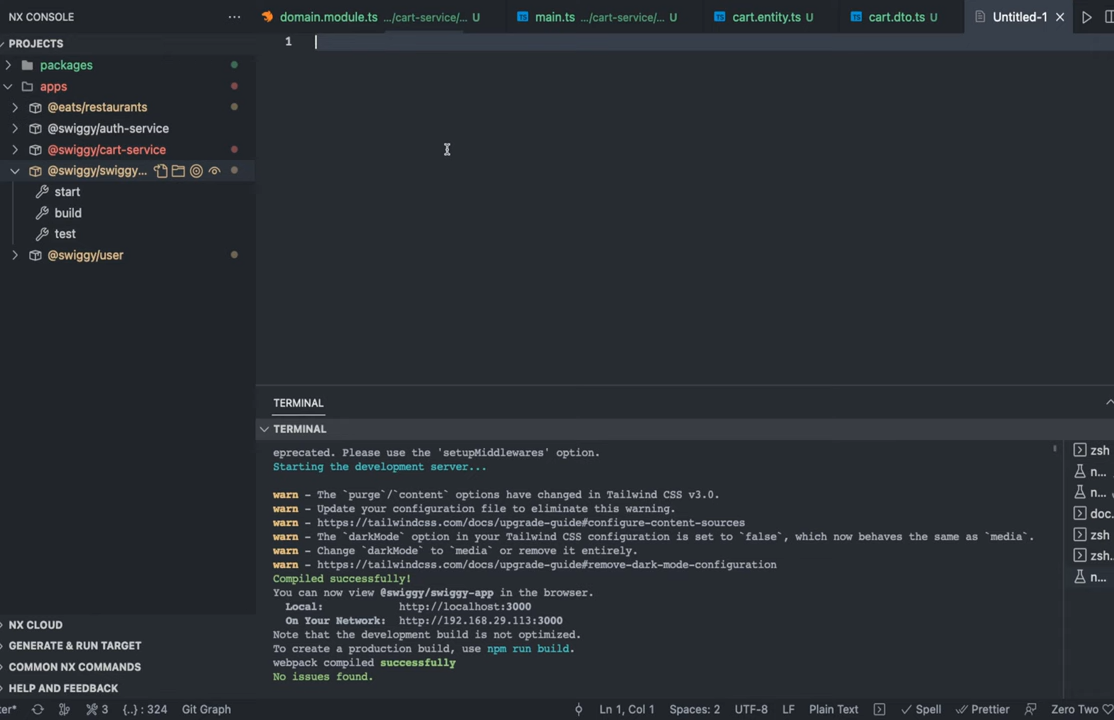 NX CONSOLE
domain.module.ts .../cart-service/... U
main.ts .../cart-service/... U
cart.entity.ts U
cart.dto.ts U
Untitled-1
PROJECTS
packages
apps
@eats/restaurants
@swiggy/auth-service
@swiggy/cart-service
@swiggy/swiggy...
start
build
test
@swiggy/user
NX CLOUD
GENERATE & RUN TARGET
COMMON NX COMMANDS
HELP AND FEEDBACK
1
TERMINAL
TERMINAL
eprecated. Please use the 'setupMiddlewares' option.
Starting the development server...
warn - The `purge`/`content` options have changed in Tailwind CSS v3.0.
warn - Update your configuration file to eliminate this warning.
warn - https://tailwindcss.com/docs/upgrade-guide#configure-content-sources
warn - The `darkMode` option in your Tailwind CSS configuration is set to `false`, which now behaves the same as `media`.
warn - Change `darkMode` to `media` or remove it entirely.
warn - https://tailwindcss.com/docs/upgrade-guide#remove-dark-mode-configuration
Compiled successfully!
You can now view @swiggy/swiggy-app in the browser.
Local: http://localhost:3000
On Your Network: http://192.168.29.113:3000
Note that the development build is not optimized.
To create a production build, use npm run build.
webpack compiled successfully
No issues found.
zsh
n...
n...
doc.
zsh
zsh.
n...
ter*
3
{..} : 324
Git Graph
Ln 1, Col 1
Spaces: 2
UTF-8
LF
Plain Text
Spell
Prettier
Zero Two